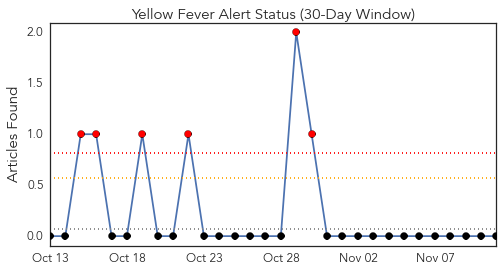 Yellow Fever Alert Status (30-Day Window)
Articles Found
2.0
1.5
1.0
0.5
0.0
Oct 13
Oct 18
Oct 23
Oct 28
Nov 02
Nov 07